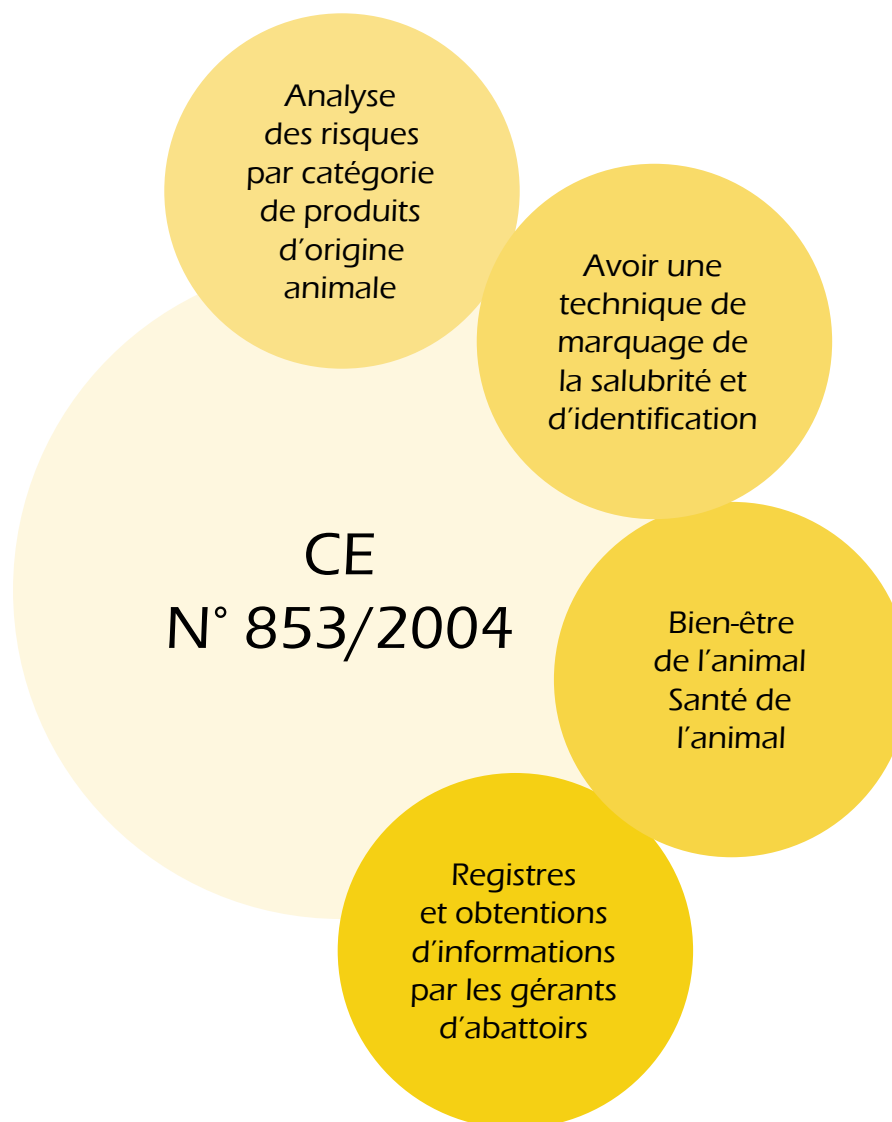 Analyse
des risques
par catégorie
de produits
d'origine
animale
Avoir une
technique de
marquage de
la salubrité et
d'identification
CE
N° 853/2004
Bien-être
de l'animal
Santé de
l'animal
Registres
et obtentions
d'informations
par les gérants
d'abattoirs